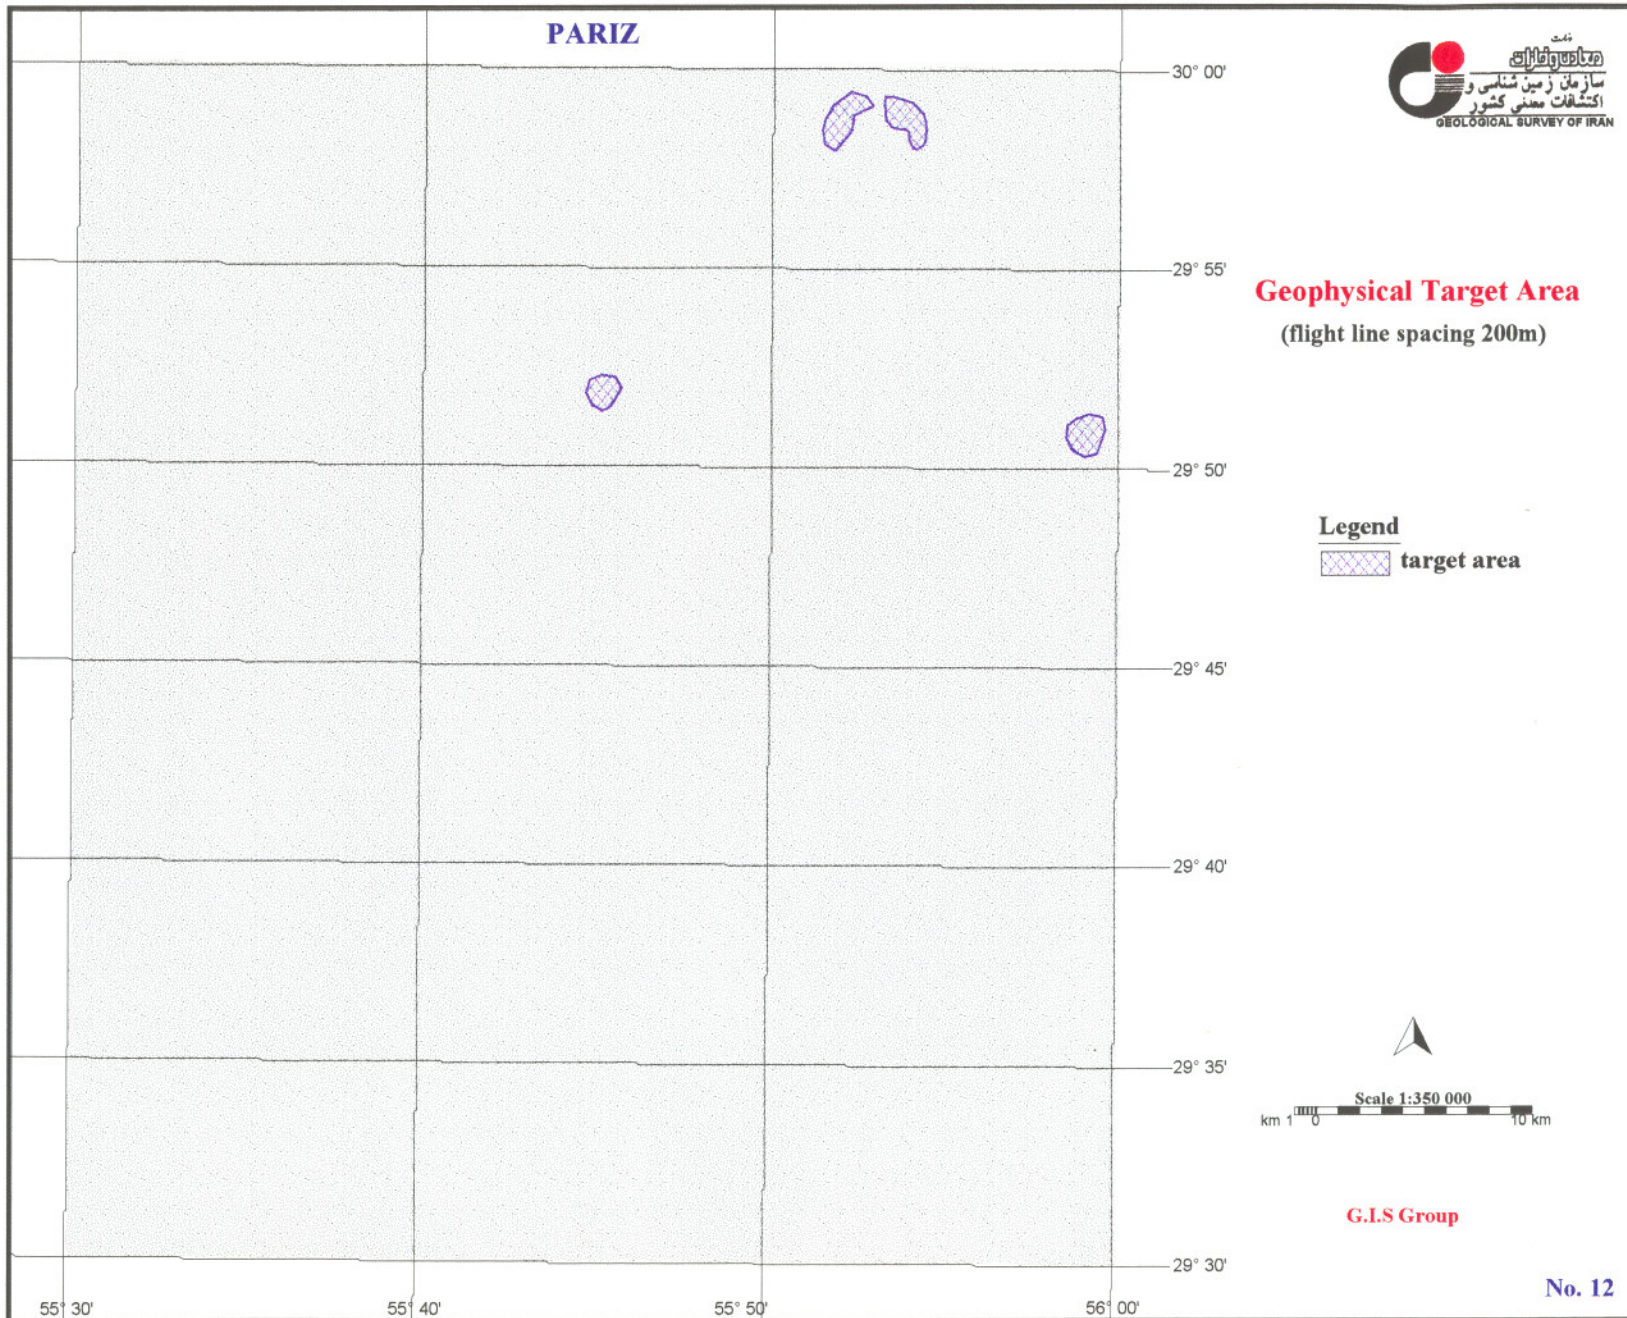 PARIZ
معادن و فلزات
سازمان زمین شناسی و
اکتشافات معدنی کشور
GEOLOGICAL SURVEY OF IRAN
30° 00'
29° 55'
Geophysical Target Area
(flight line spacing 200m)
29° 50'
Legend
target area
29° 45'
29° 40'
29° 35'
Scale 1:350 000
km 1 0 10 km
G.I.S Group
29° 30'
No. 12
55° 30' 55° 40' 55° 50' 56° 00'